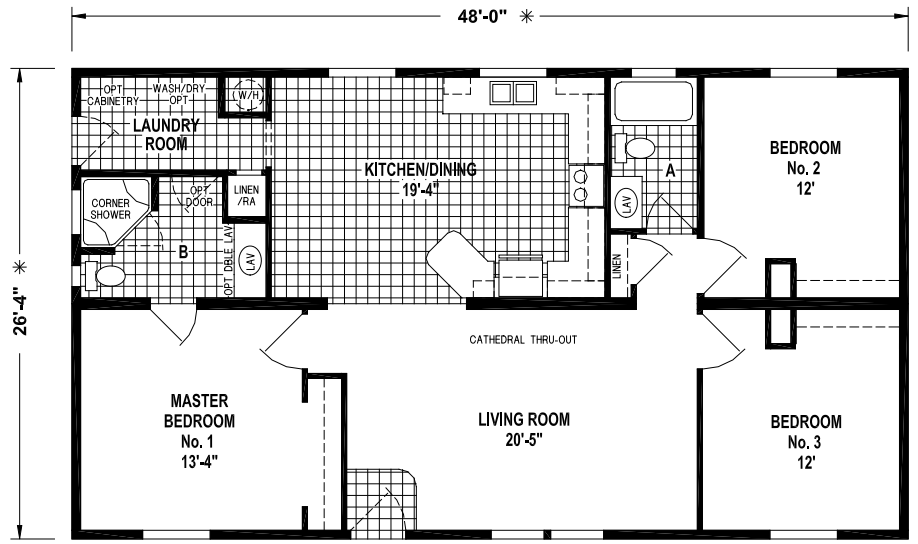 48'-0" ✳
26'-4" ✳
OPT
CABINETRY
WASH/DRY
OPT
W/H
LAUNDRY
ROOM
KITCHEN/DINING
19'-4"
A
LAV
BEDROOM
No. 2
12'
CORNER
SHOWER
OPT
DOOR
LINEN
/RA
B
OPT DBLE LAV
LAV
LINEN
CATHEDRAL THRU-OUT
MASTER
BEDROOM
No. 1
13'-4"
LIVING ROOM
20'-5"
BEDROOM
No. 3
12'